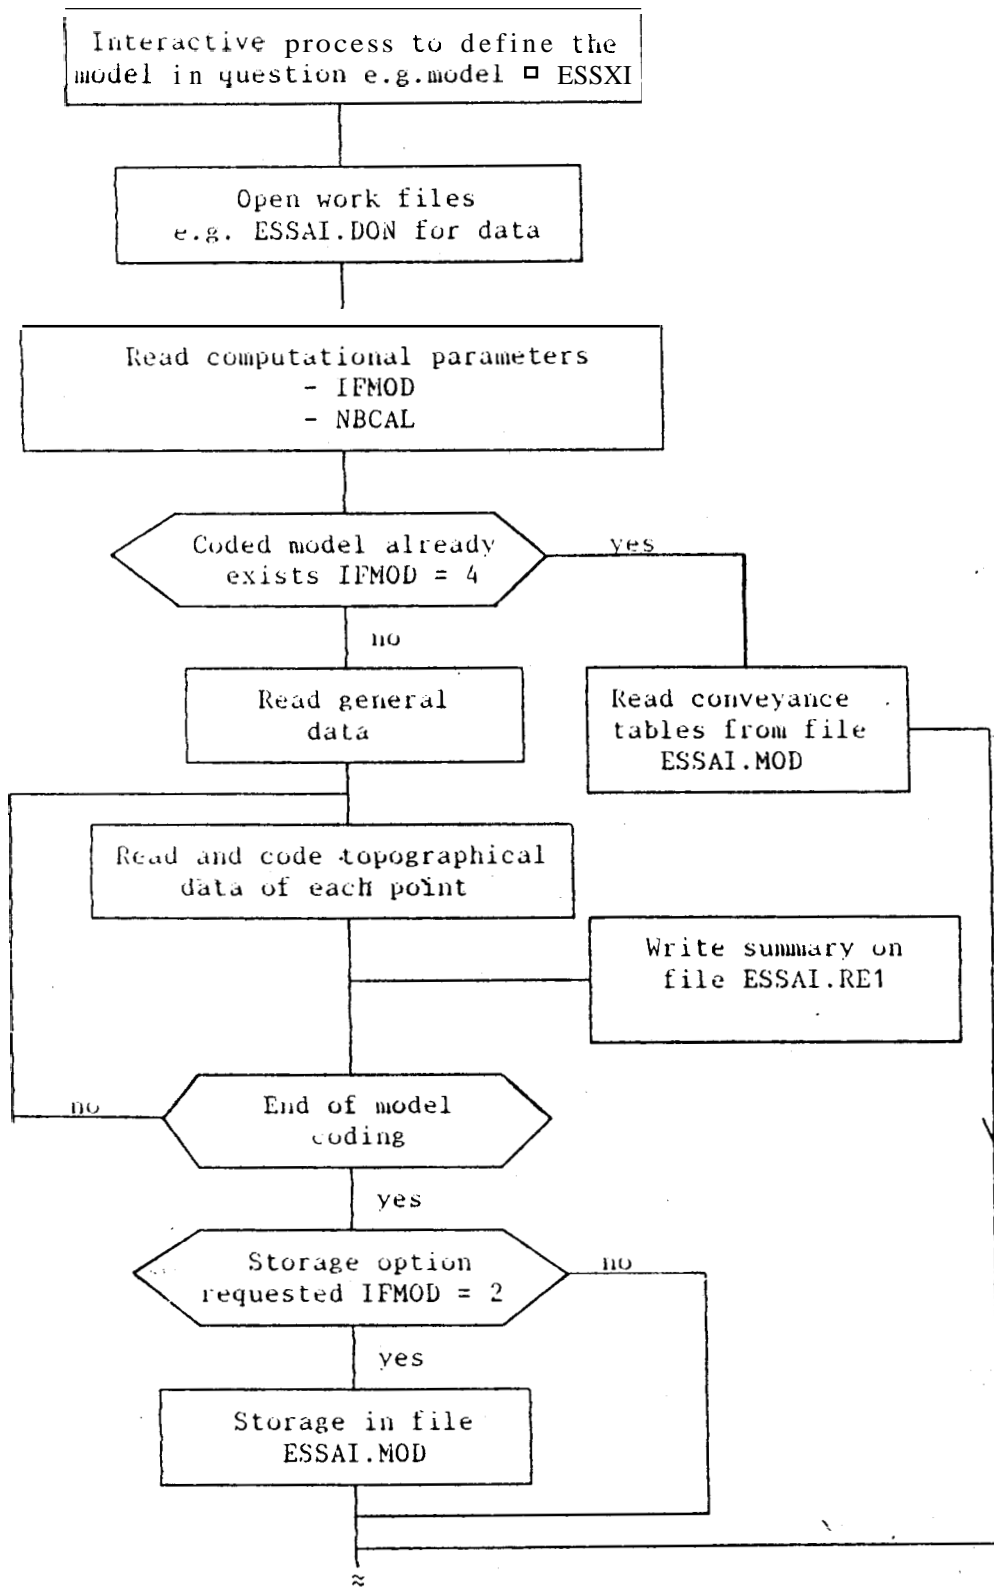 Interactive process to define the
model in question e.g.model □ ESSXI
Open work files
e.g. ESSAI.DON for data
Read computational parameters
- IFMOD
- NBCAL
Coded model already
exists IFMOD = 4
yes
no
Read general
data
Read conveyance
tables from file
ESSAI.MOD
Read and code topographical
data of each point
Write summary on
file ESSAI.RE1
End of model
coding
no
yes
Storage option
requested IFMOD = 2
no
yes
Storage in file
ESSAI.MOD
≈